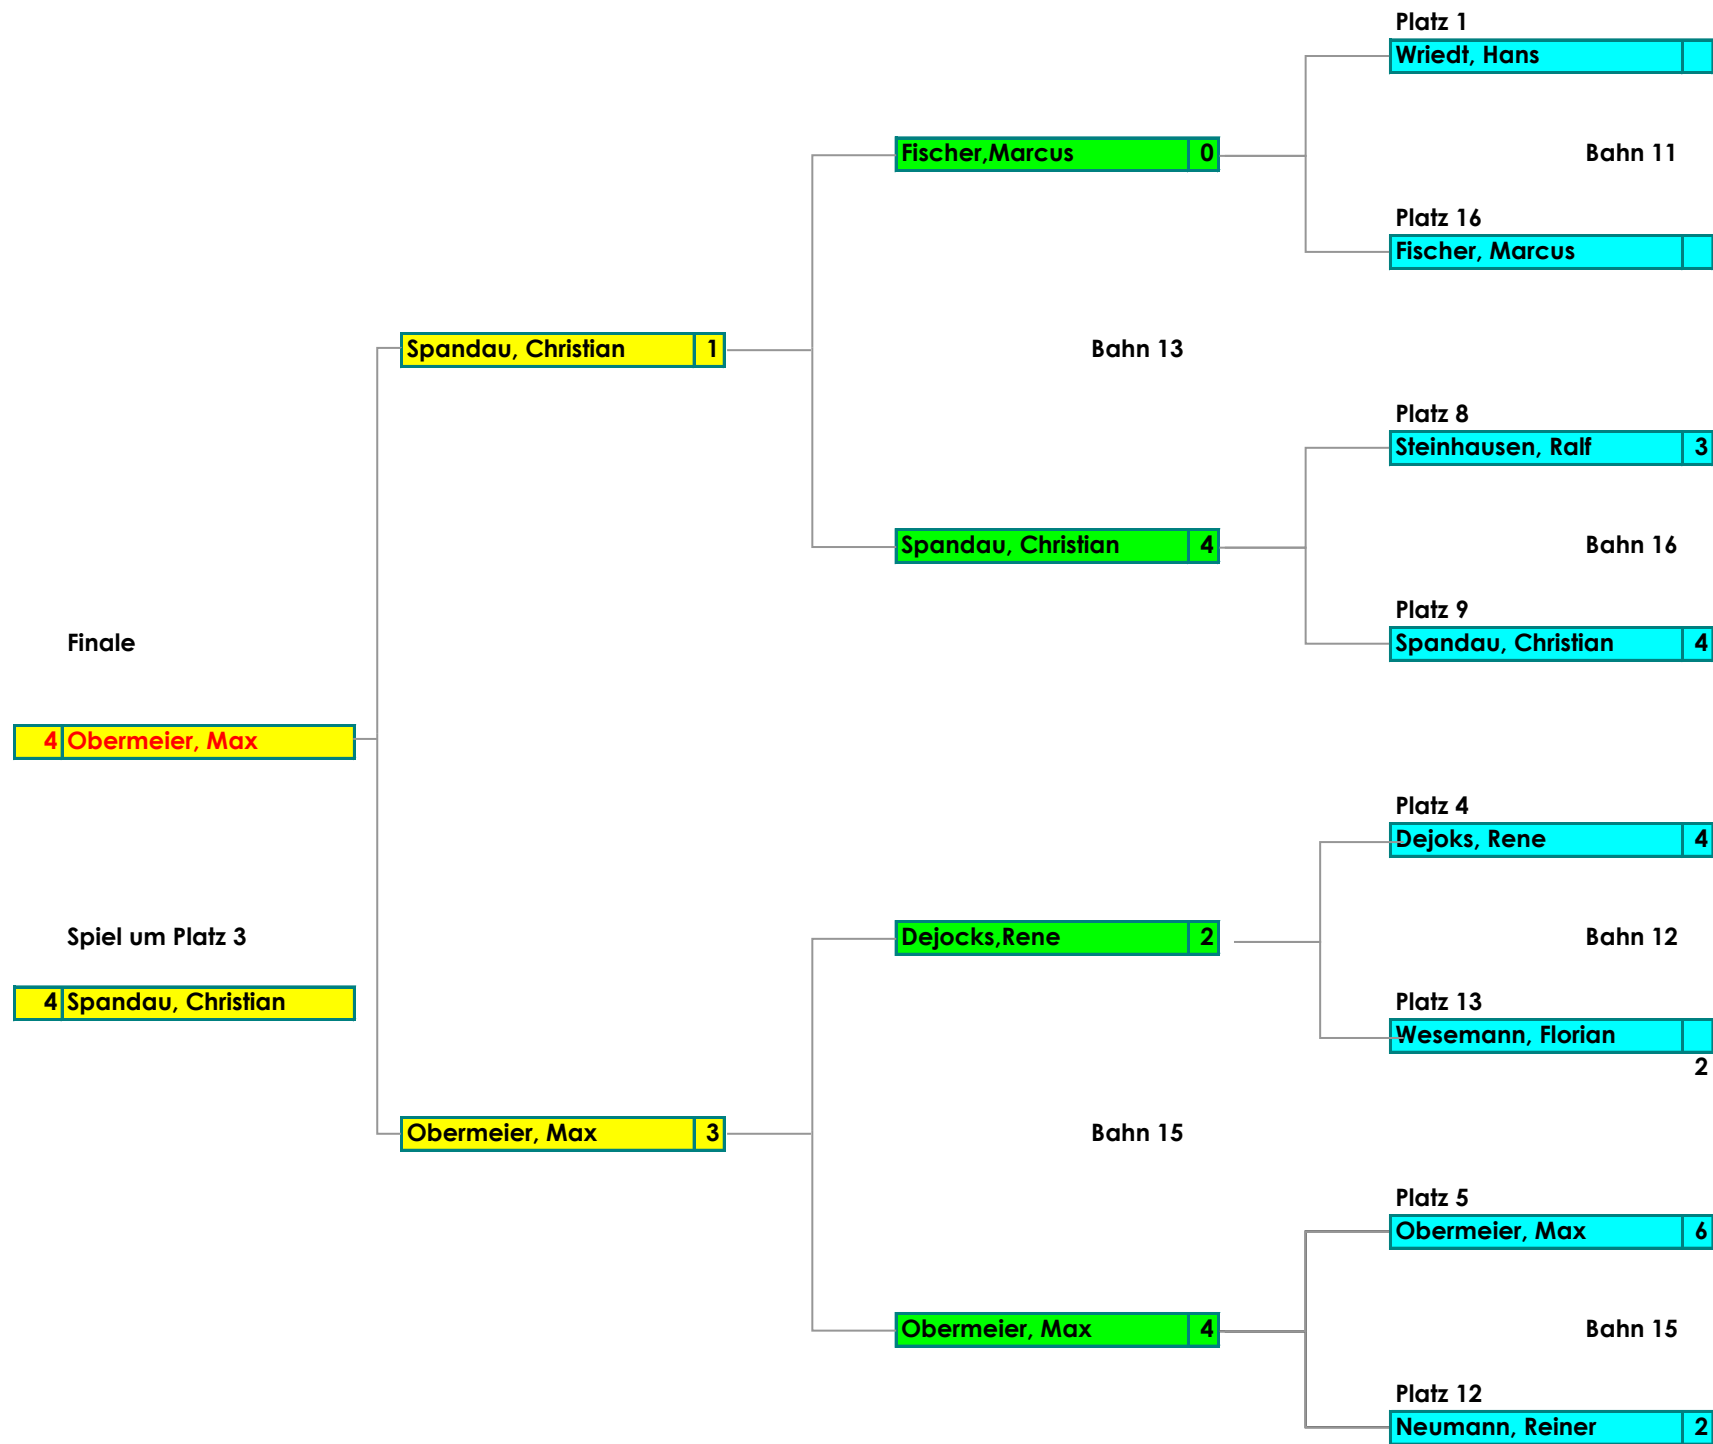 Platz 1
Wriedt, Hans
Fischer,Marcus 0
Bahn 11
Platz 16
Fischer, Marcus
Spandau, Christian 1
Bahn 13
Platz 8
Steinhausen, Ralf 3
Spandau, Christian 4
Bahn 16
Platz 9
Finale
Spandau, Christian 4
4 Obermeier, Max
Platz 4
Dejoks, Rene 4
Spiel um Platz 3
Dejocks,Rene 2
Bahn 12
4 Spandau, Christian
Platz 13
Wesemann, Florian
2
Obermeier, Max 3
Bahn 15
Platz 5
Obermeier, Max 6
Obermeier, Max 4
Bahn 15
Platz 12
Neumann, Reiner 2